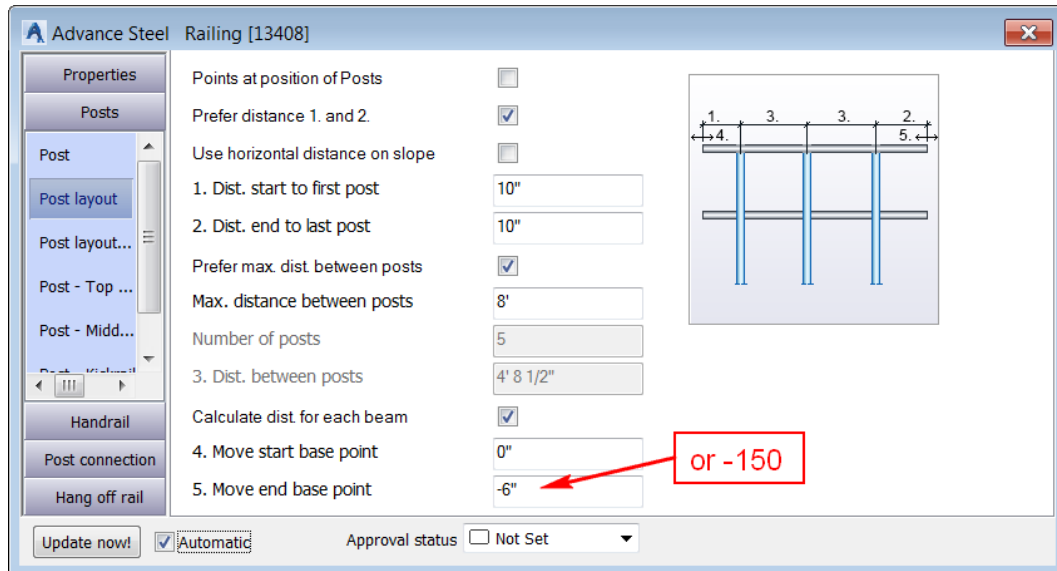 Advance Steel Railing [13408]
Properties
Posts
Post
Post layout
Post layout...
Post - Top ...
Post - Midd...
Handrail
Post connection
Hang off rail
Points at position of Posts
Prefer distance 1. and 2.
Use horizontal distance on slope
1. Dist. start to first post 10"
2. Dist. end to last post 10"
Prefer max. dist. between posts
Max. distance between posts 8'
Number of posts 5
3. Dist. between posts 4' 8 1/2"
Calculate dist. for each beam
4. Move start base point 0"
5. Move end base point -6"
or -150
1. 3. 3. 2.
4. 5.
Update now! Automatic Approval status Not Set